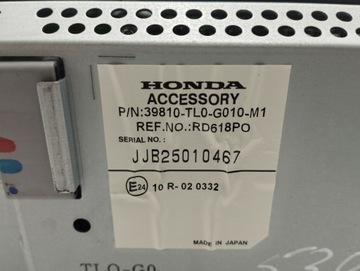 HONDA
ACCESSORY
P/N:39810-TL0-G010-M1
REF.NO.:RD618PO
SERIAL NO.:
JJB25010467
E24 10 R-02 0332
MADE IN JAPAN
TLO-G0